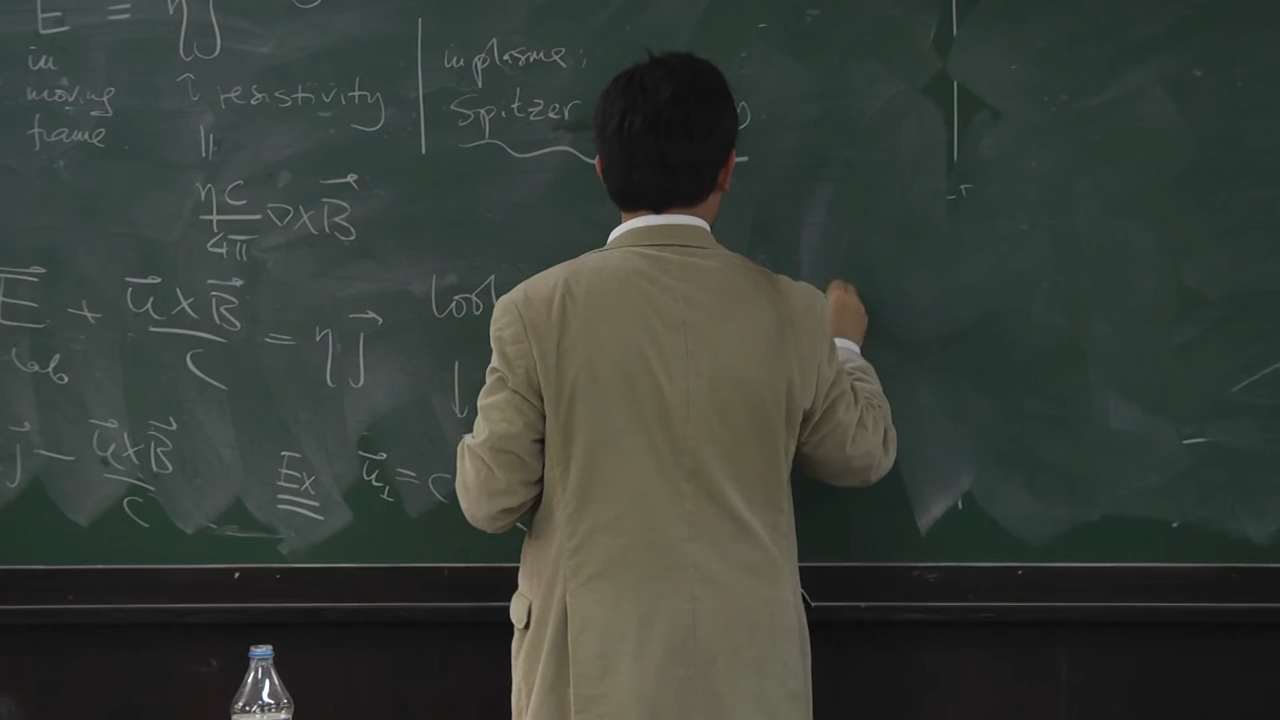 E = ηj
in
moving
frame
↑ resistivity
||
ηc/4π ∇×B⃗
in plasma:
Spitzer
E⃗ + u⃗×B⃗/c = ηj⃗
lab
look
↓
j⃗ − u⃗×B⃗/c
Ex u⃗⊥ = c